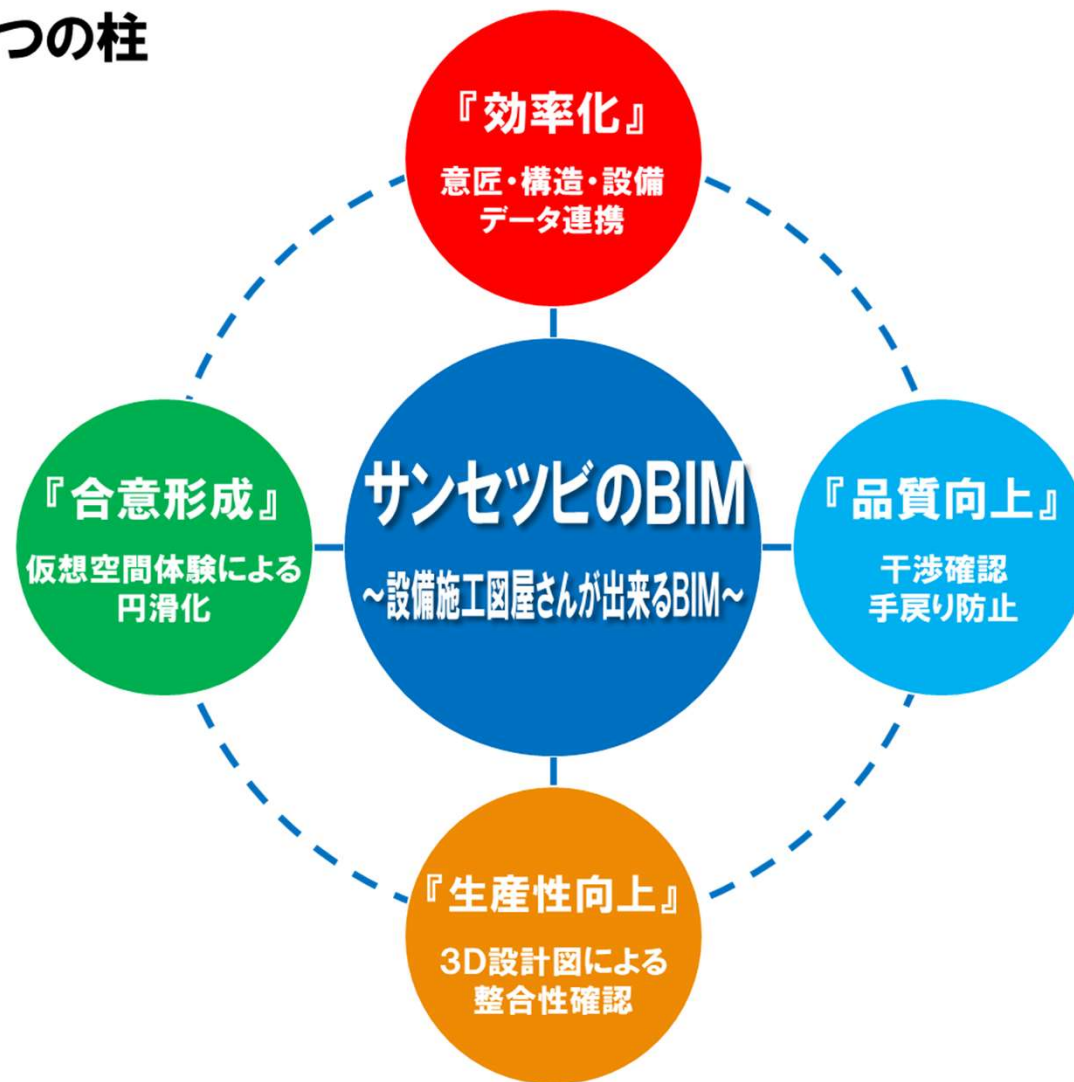 つの柱
『効率化』
意匠・構造・設備
データ連携
『合意形成』
仮想空間体験による
円滑化
サンセツビのBIM
～設備施工図屋さんが出来るBIM～
『品質向上』
干渉確認
手戻り防止
『生産性向上』
3D設計図による
整合性確認